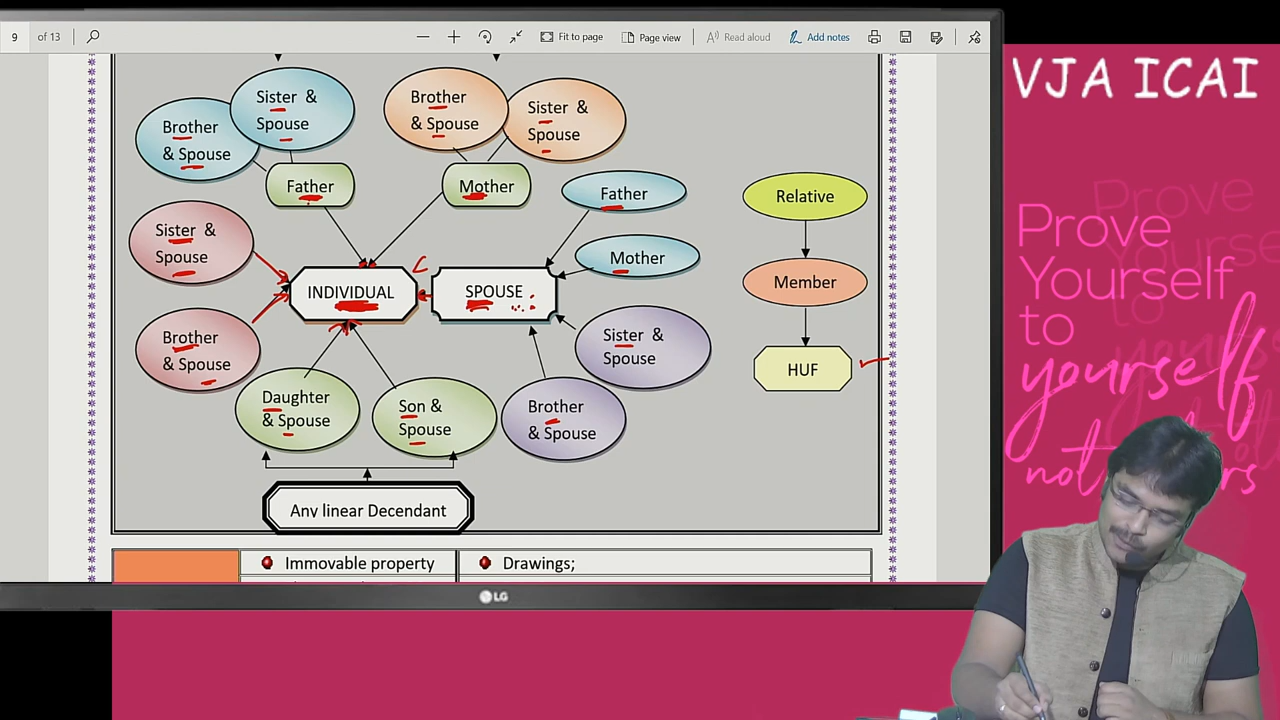 9 of 13
Fit to page
Page view
Read aloud
Add notes
VJA ICAI
Sister &
Spouse
Brother
& Spouse
Brother
& Spouse
Sister &
Spouse
Father
Mother
Father
Relative
Sister &
Spouse
Mother
Member
INDIVIDUAL
SPOUSE
Brother
& Spouse
Sister &
Spouse
HUF
Daughter
& Spouse
Son &
Spouse
Brother
& Spouse
Any linear Decendant
Immovable property
Drawings;
LG
Prove
Yourself
to
yourself
not